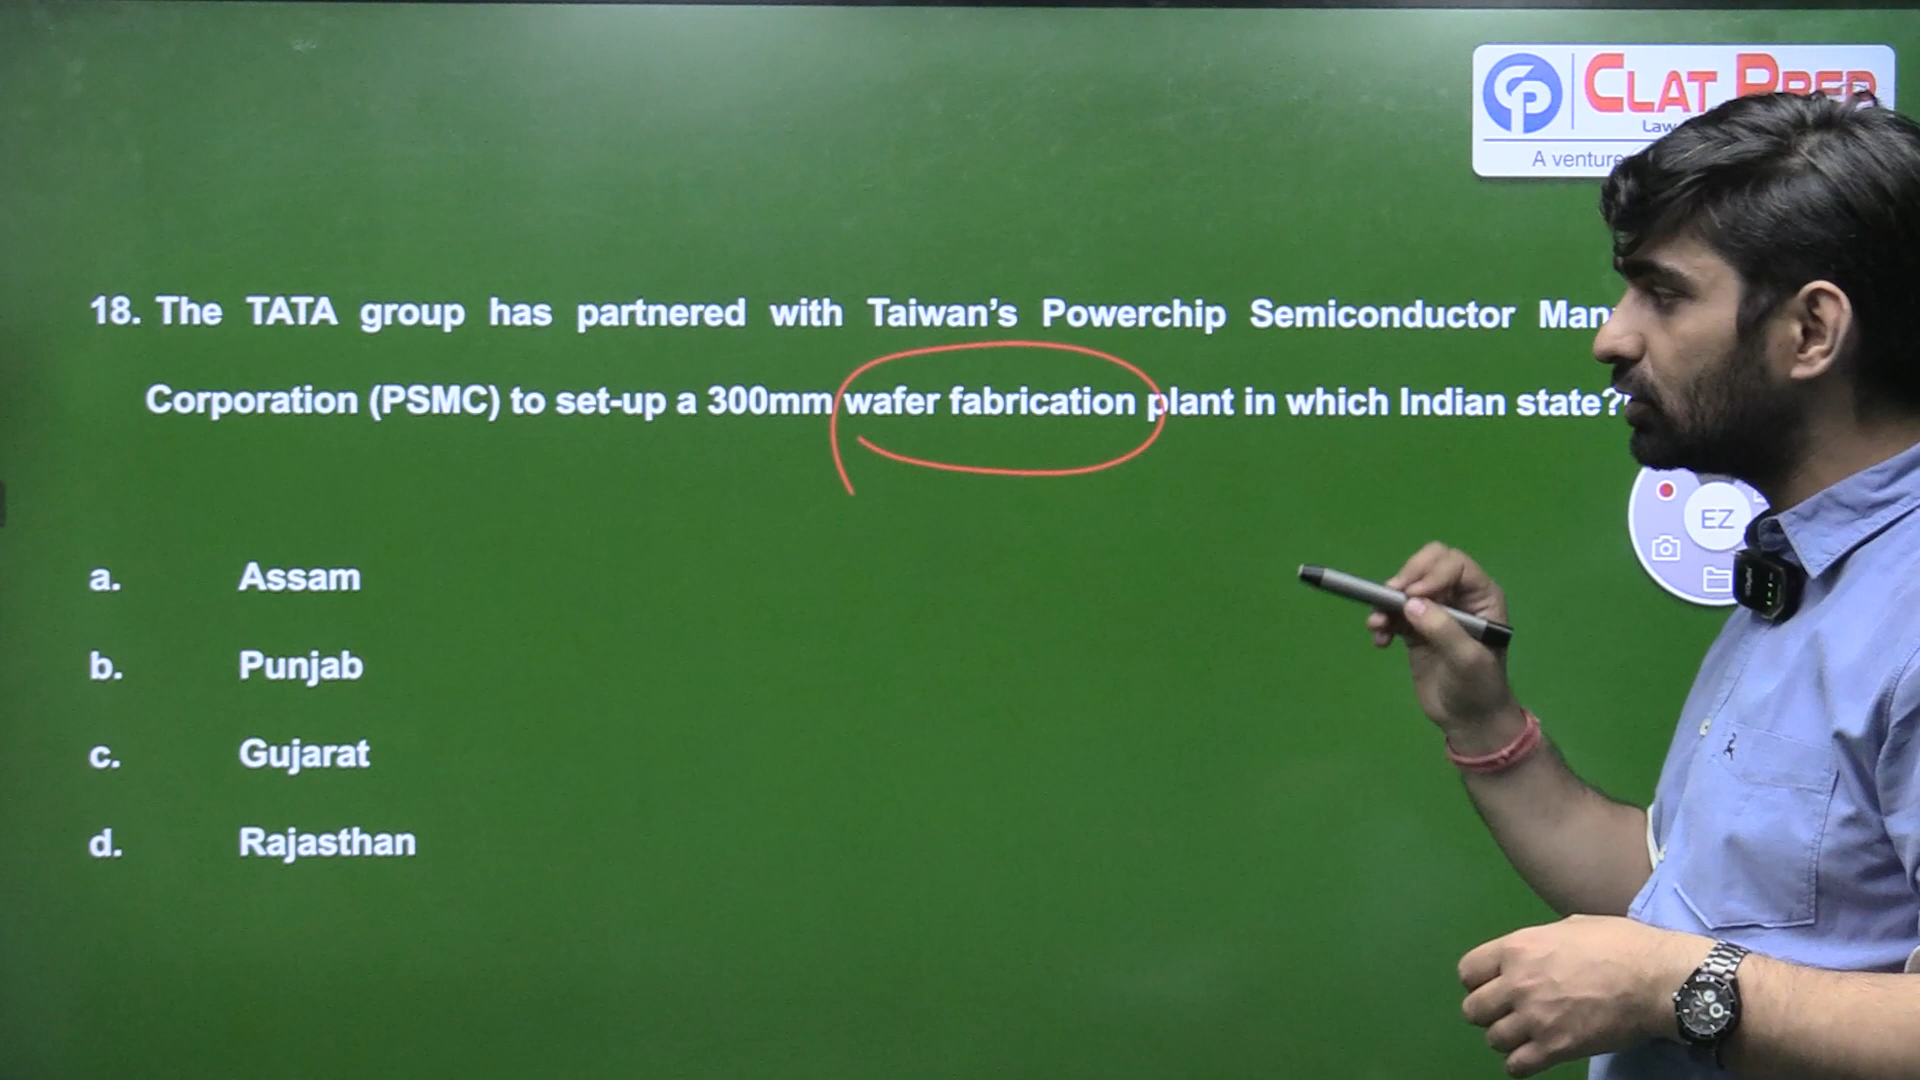 CLAT
Law
A venture
18. The TATA group has partnered with Taiwan’s Powerchip Semiconductor
Corporation (PSMC) to set-up a 300mm wafer fabrication plant in which Indian state?
EZ
a. Assam
b. Punjab
c. Gujarat
d. Rajasthan